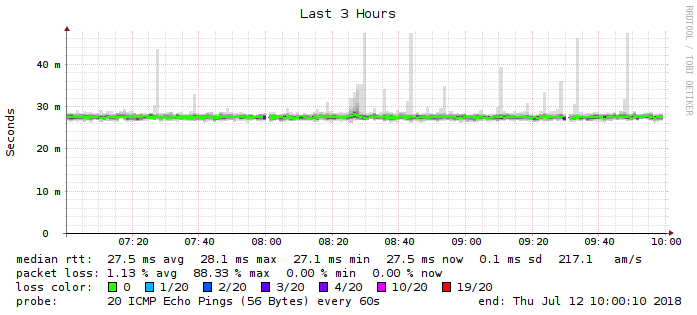 Last 3 Hours
RRDTOOL / TOBI OETIKER
Seconds
40 m
30 m
20 m
10 m
0
07:20 07:40 08:00 08:20 08:40 09:00 09:20 09:40 10:00
median rtt: 27.5 ms avg 28.1 ms max 27.1 ms min 27.5 ms now 0.1 ms sd 217.1 am/s
packet loss: 1.13 % avg 88.33 % max 0.00 % min 0.00 % now
loss color: 0 1/20 2/20 3/20 4/20 10/20 19/20
probe: 20 ICMP Echo Pings (56 Bytes) every 60s end: Thu Jul 12 10:00:10 2018